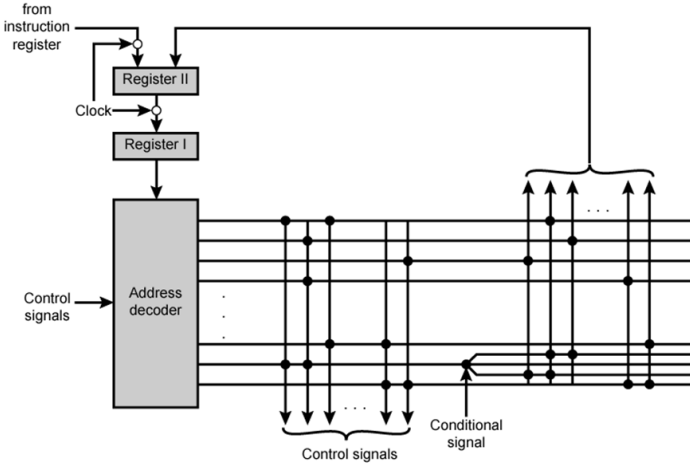 from
instruction
register
Register II
Clock
Register I
Control
signals
Address
decoder
. . .
.
.
.
. . .
Conditional
signal
Control signals